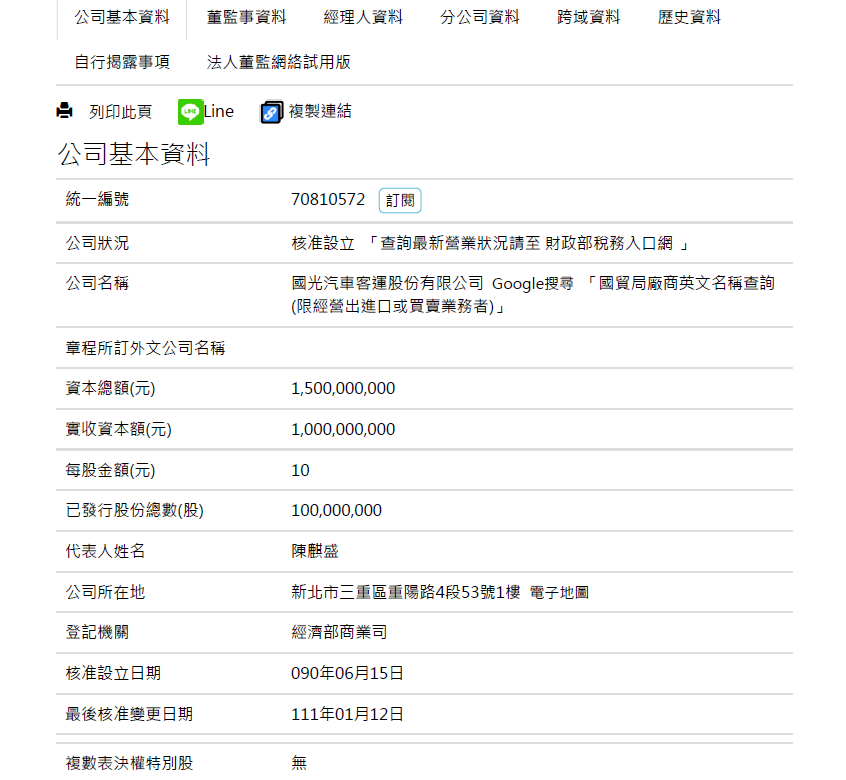 公司基本資料 董監事資料 經理人資料 分公司資料 跨域資料 歷史資料
自行揭露事項 法人董監網絡試用版
列印此頁 LINE Line 複製連結
公司基本資料
統一編號 70810572 訂閱
公司狀況 核准設立 「查詢最新營業狀況請至 財政部稅務入口網 」
公司名稱 國光汽車客運股份有限公司 Google搜尋 「國貿局廠商英文名稱查詢
(限經營出進口或買賣業務者)」
章程所訂外文公司名稱
資本總額(元) 1,500,000,000
實收資本額(元) 1,000,000,000
每股金額(元) 10
已發行股份總數(股) 100,000,000
代表人姓名 陳麒盛
公司所在地 新北市三重區重陽路4段53號1樓 電子地圖
登記機關 經濟部商業司
核准設立日期 090年06月15日
最後核准變更日期 111年01月12日
複數表決權特別股 無